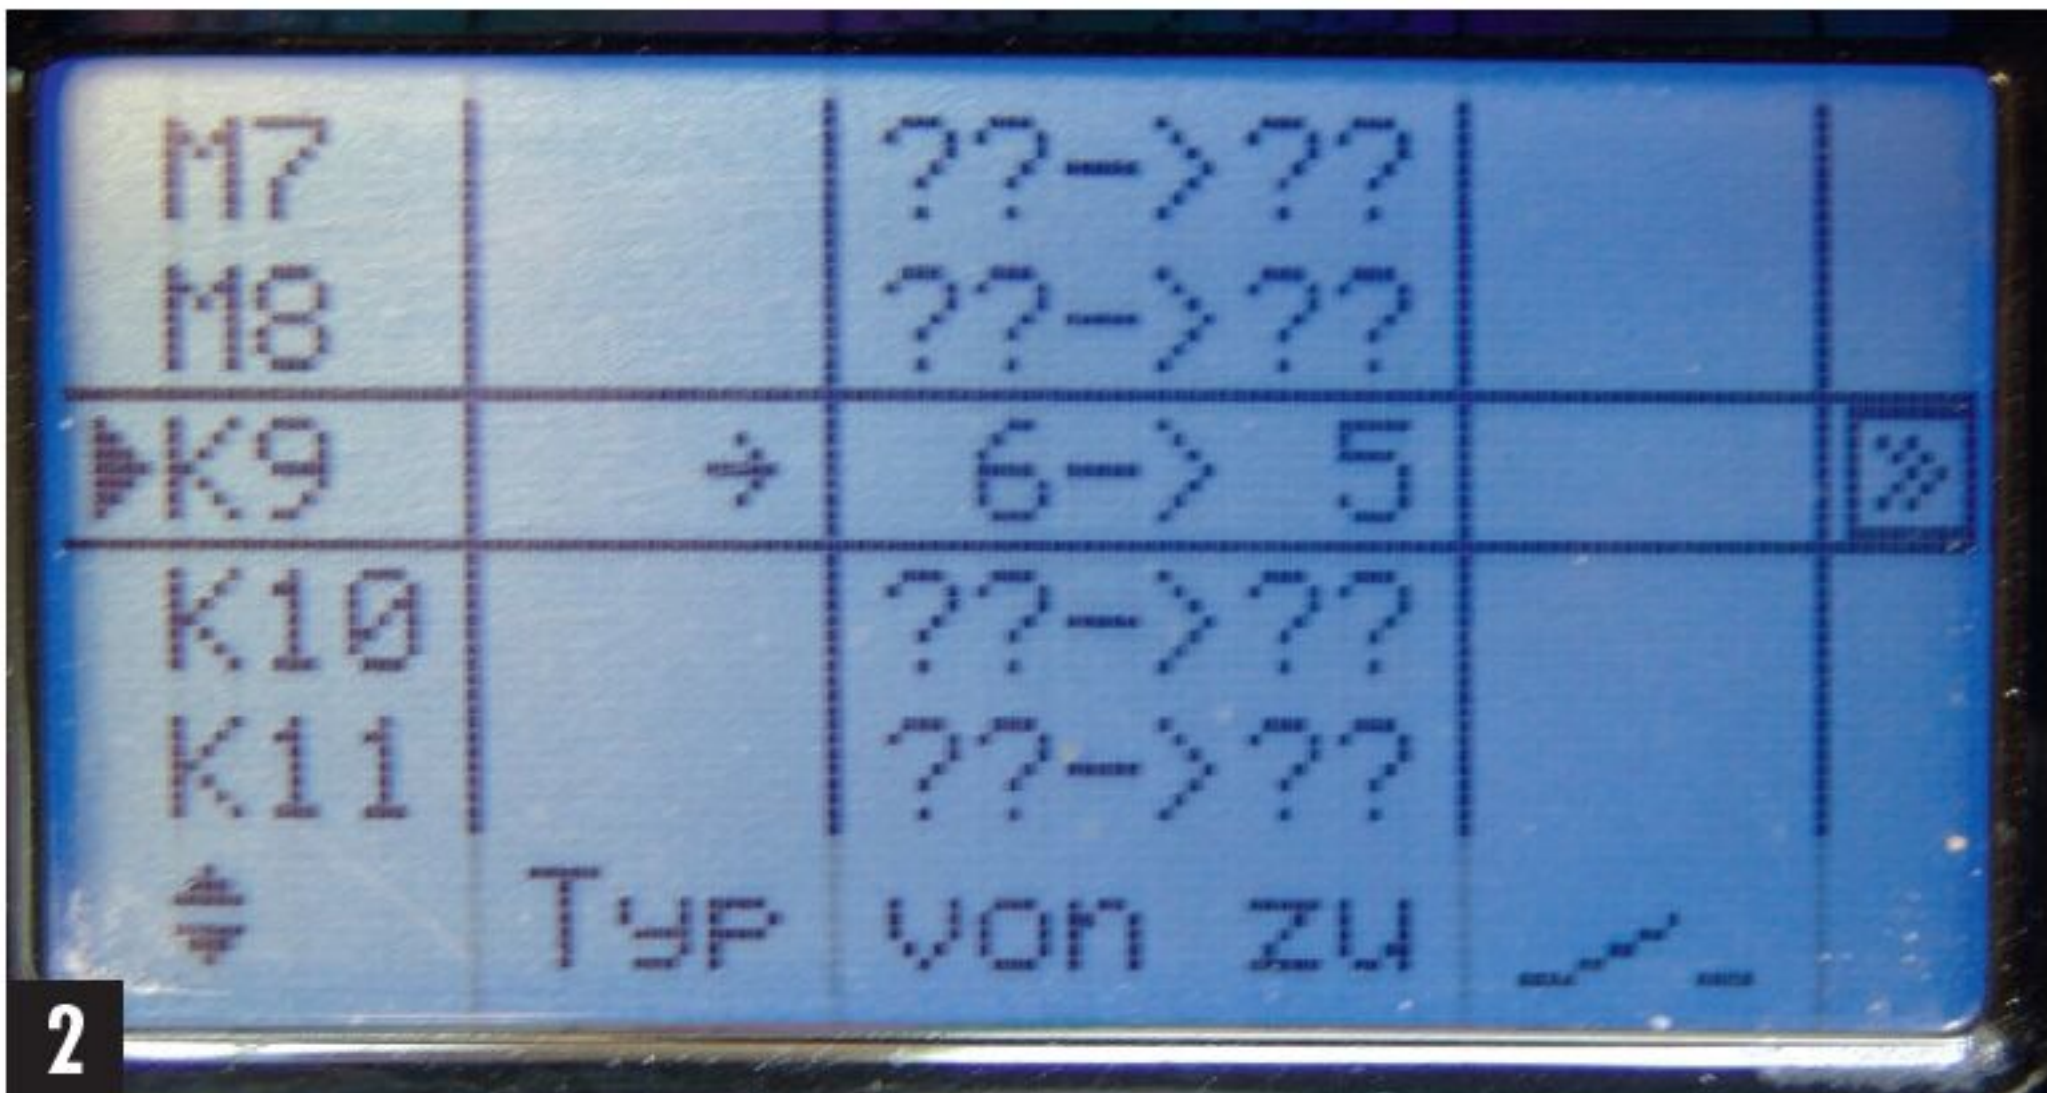 M7 ??->??
M8 ??->??
▶K9 → 6-> 5 »
K10 ??->??
K11 ??->??
Typ von zu
2